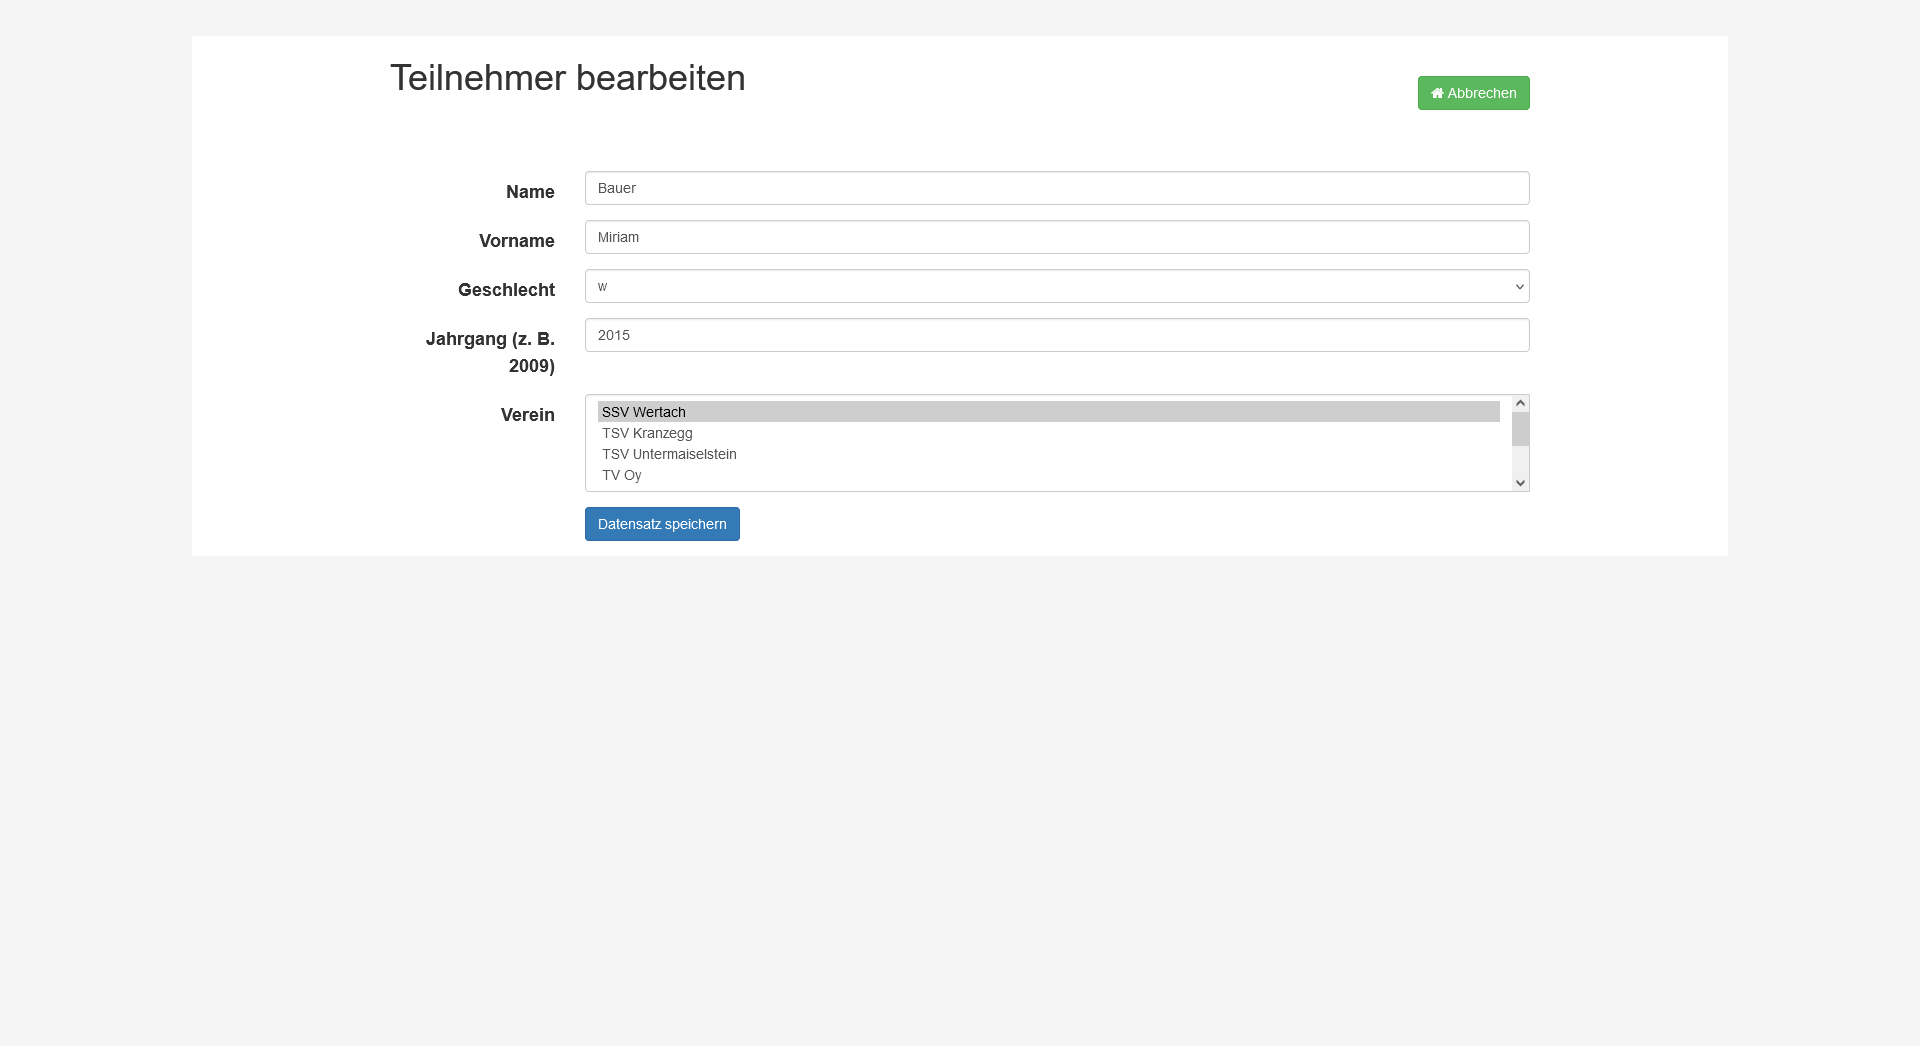 Teilnehmer bearbeiten
Abbrechen
Name
Bauer
Vorname
Miriam
Geschlecht
w
Jahrgang (z. B.
2009)
2015
Verein
SSV Wertach
TSV Kranzegg
TSV Untermaiselstein
TV Oy
Datensatz speichern